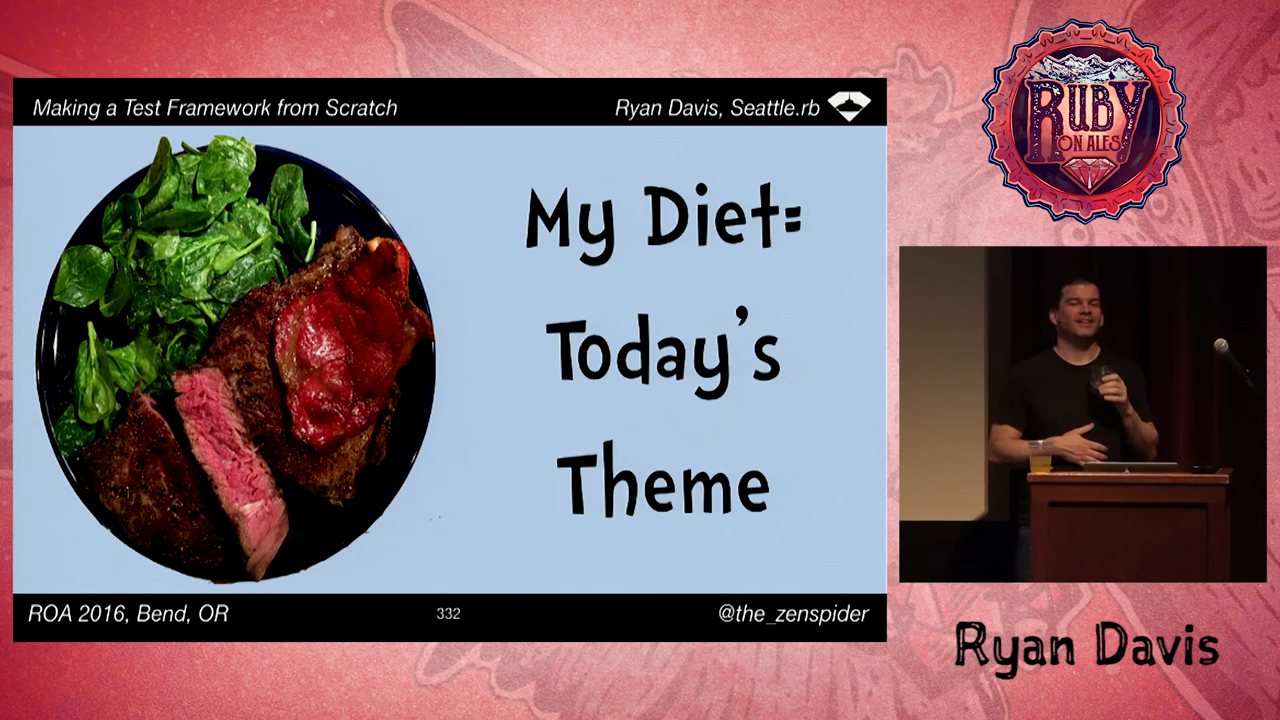 Making a Test Framework from Scratch
Ryan Davis, Seattle.rb
My Diet:
Today's
Theme
ROA 2016, Bend, OR
332
@the_zenspider
RUBY
ON ALES
Ryan Davis